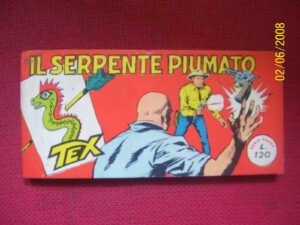 02/06/2008
IL SERPENTE PIUMATO
TEX
L.
120